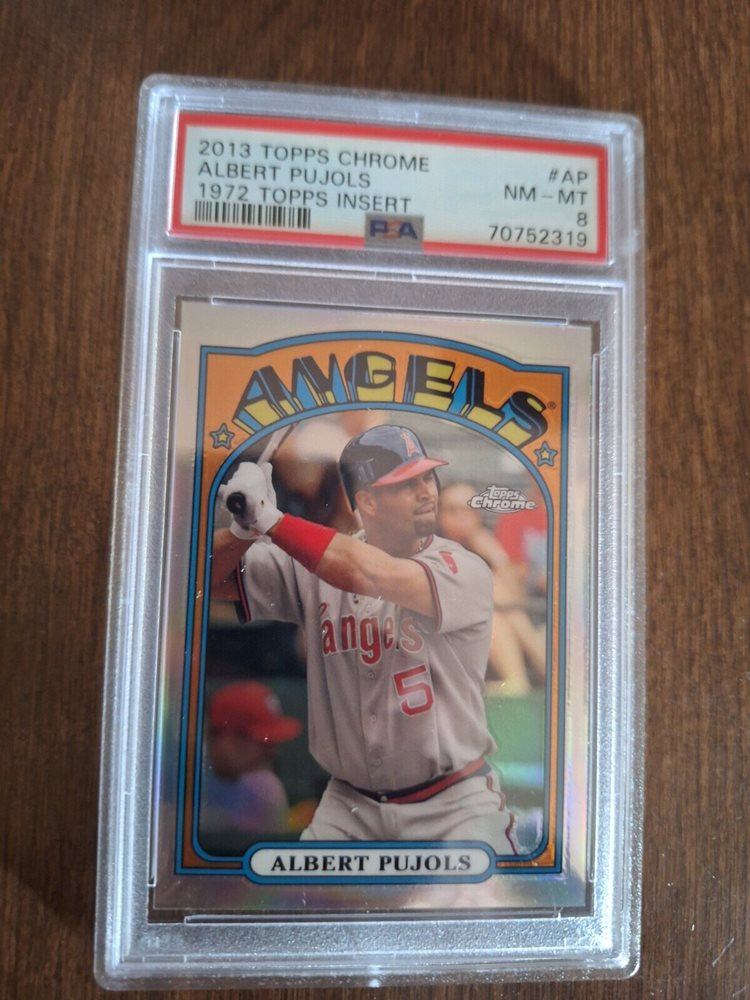 2013 TOPPS CHROME
ALBERT PUJOLS
1972 TOPPS INSERT
#AP
NM-MT
8
70752319
PSA
ANGELS®
Topps
Chrome
A
angels
5
ALBERT PUJOLS